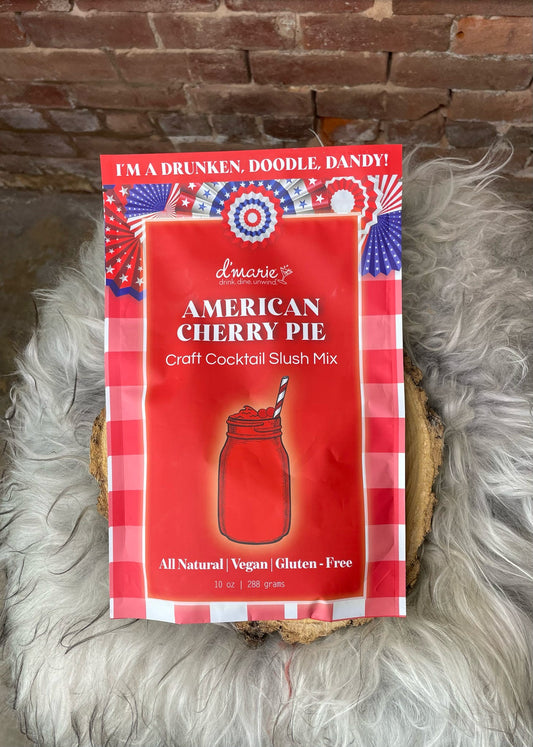 I'M A DRUNKEN, DOODLE, DANDY!
d'marie
drink. dine. unwind.
AMERICAN
CHERRY PIE
Craft Cocktail Slush Mix
All Natural | Vegan | Gluten - Free
10 oz | 288 grams